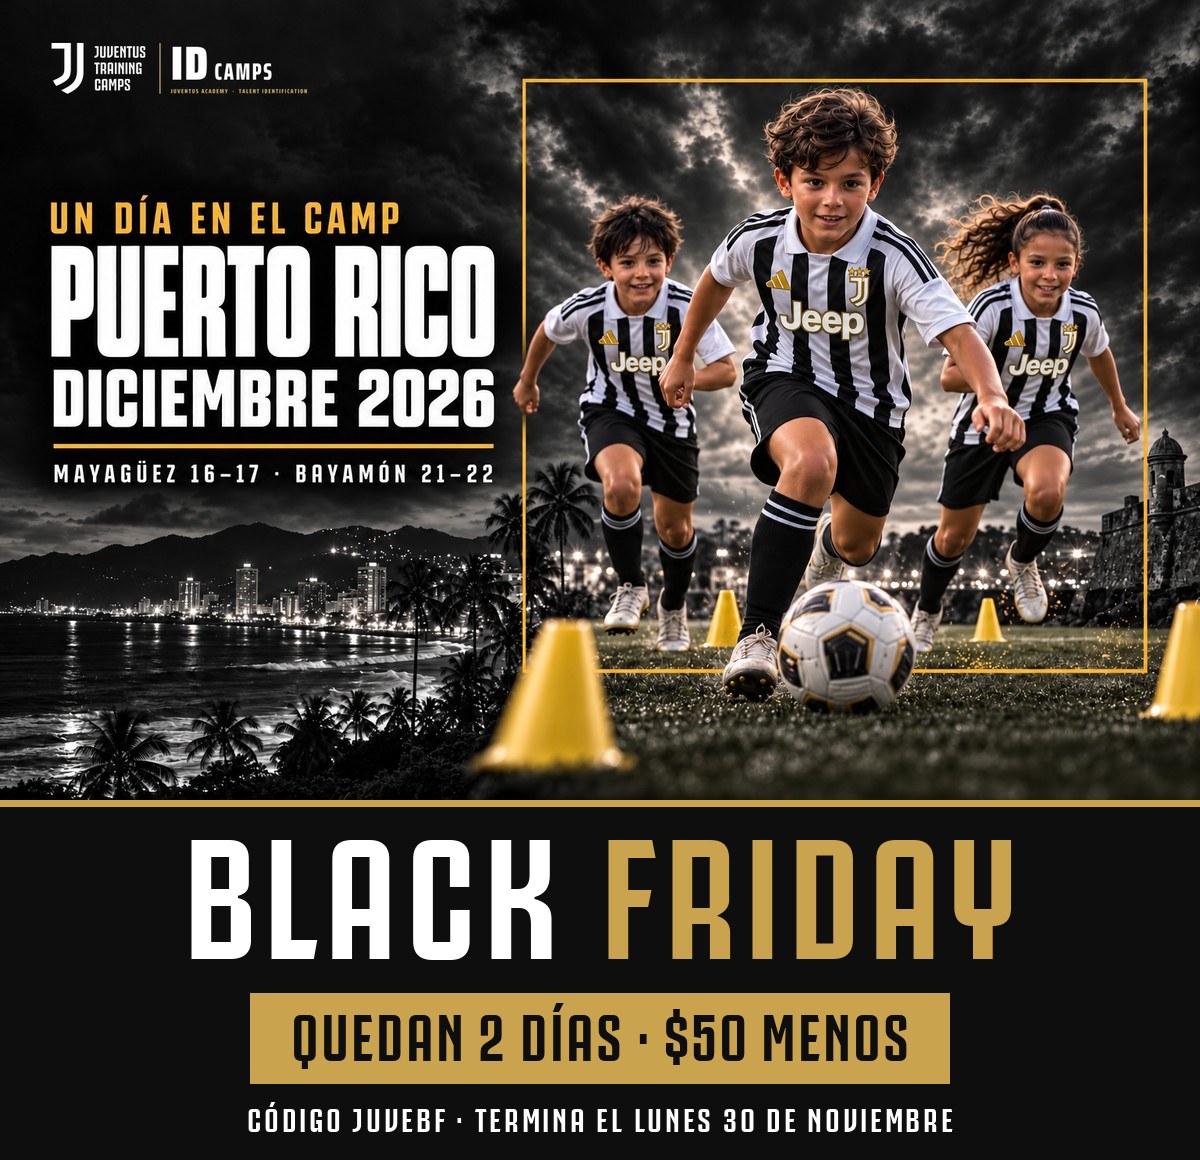 JUVENTUS
TRAINING
CAMPS
ID CAMPS
JUVENTUS ACADEMY · TALENT IDENTIFICATION
UN DÍA EN EL CAMP
PUERTO RICO
DICIEMBRE 2026
MAYAGÜEZ 16–17 · BAYAMÓN 21–22
Jeep
Jeep
Jeep
BLACK FRIDAY
QUEDAN 2 DÍAS · $50 MENOS
CÓDIGO JUVEBF · TERMINA EL LUNES 30 DE NOVIEMBRE